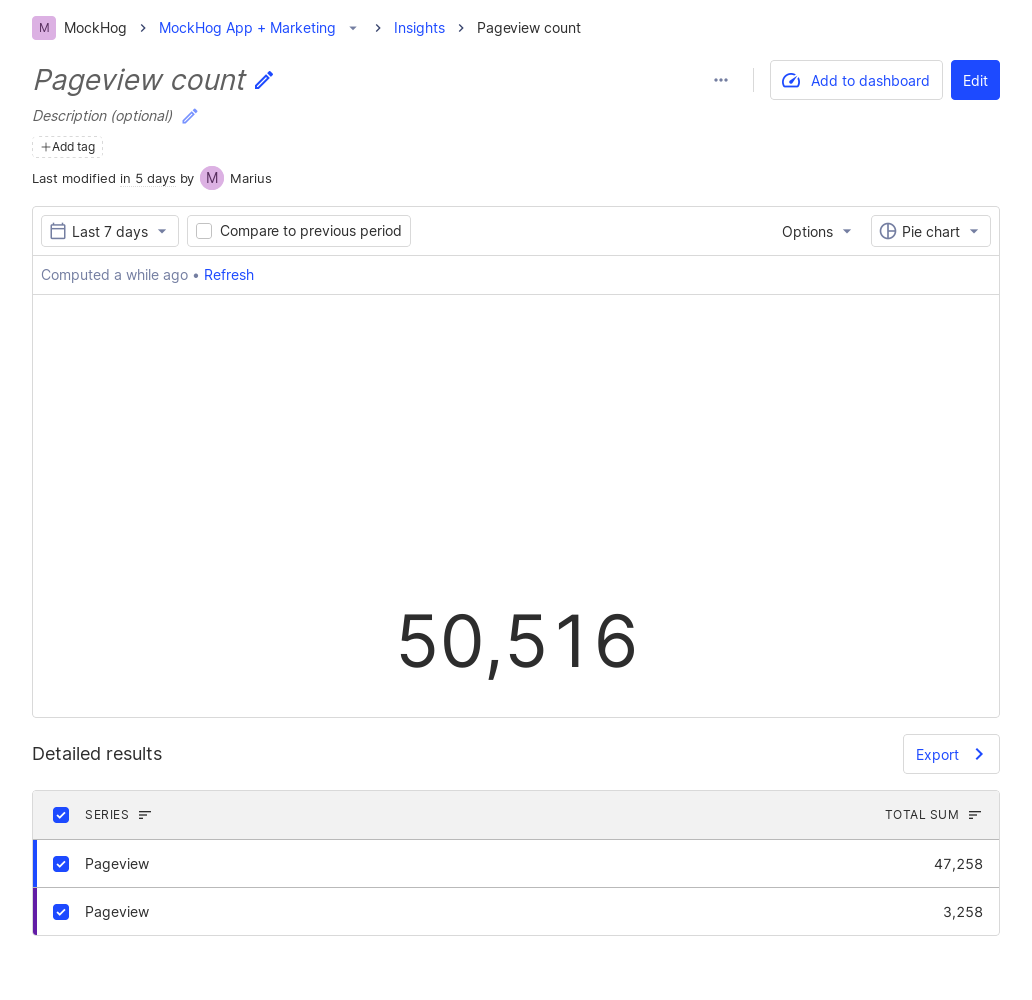 M MockHog MockHog App + Marketing Insights Pageview count
Pageview count
Add to dashboard Edit
Description (optional)
Add tag
Last modified in 5 days by M Marius
Last 7 days Compare to previous period Options Pie chart
Computed a while ago • Refresh
50,516
Detailed results Export
SERIES TOTAL SUM
Pageview 47,258
Pageview 3,258